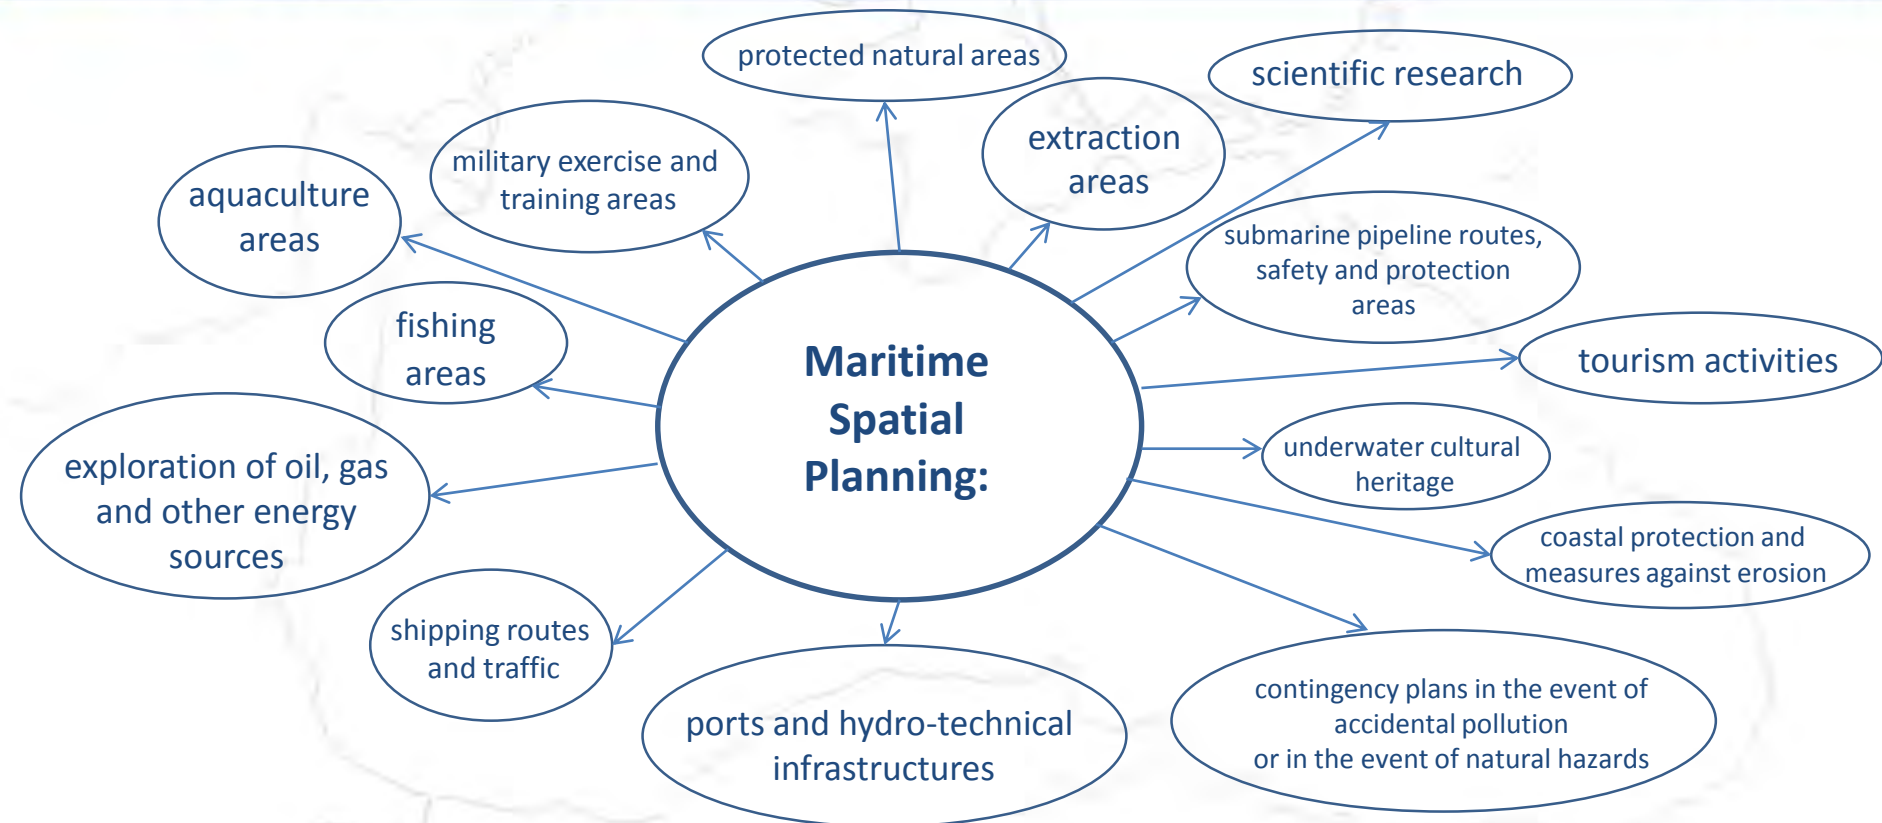 protected natural areas
scientific research
extraction
areas
military exercise and
training areas
aquaculture
areas
submarine pipeline routes,
safety and protection
areas
fishing
areas
Maritime
Spatial
Planning:
tourism activities
underwater cultural
heritage
exploration of oil, gas
and other energy
sources
coastal protection and
measures against erosion
shipping routes
and traffic
ports and hydro-technical
infrastructures
contingency plans in the event of
accidental pollution
or in the event of natural hazards